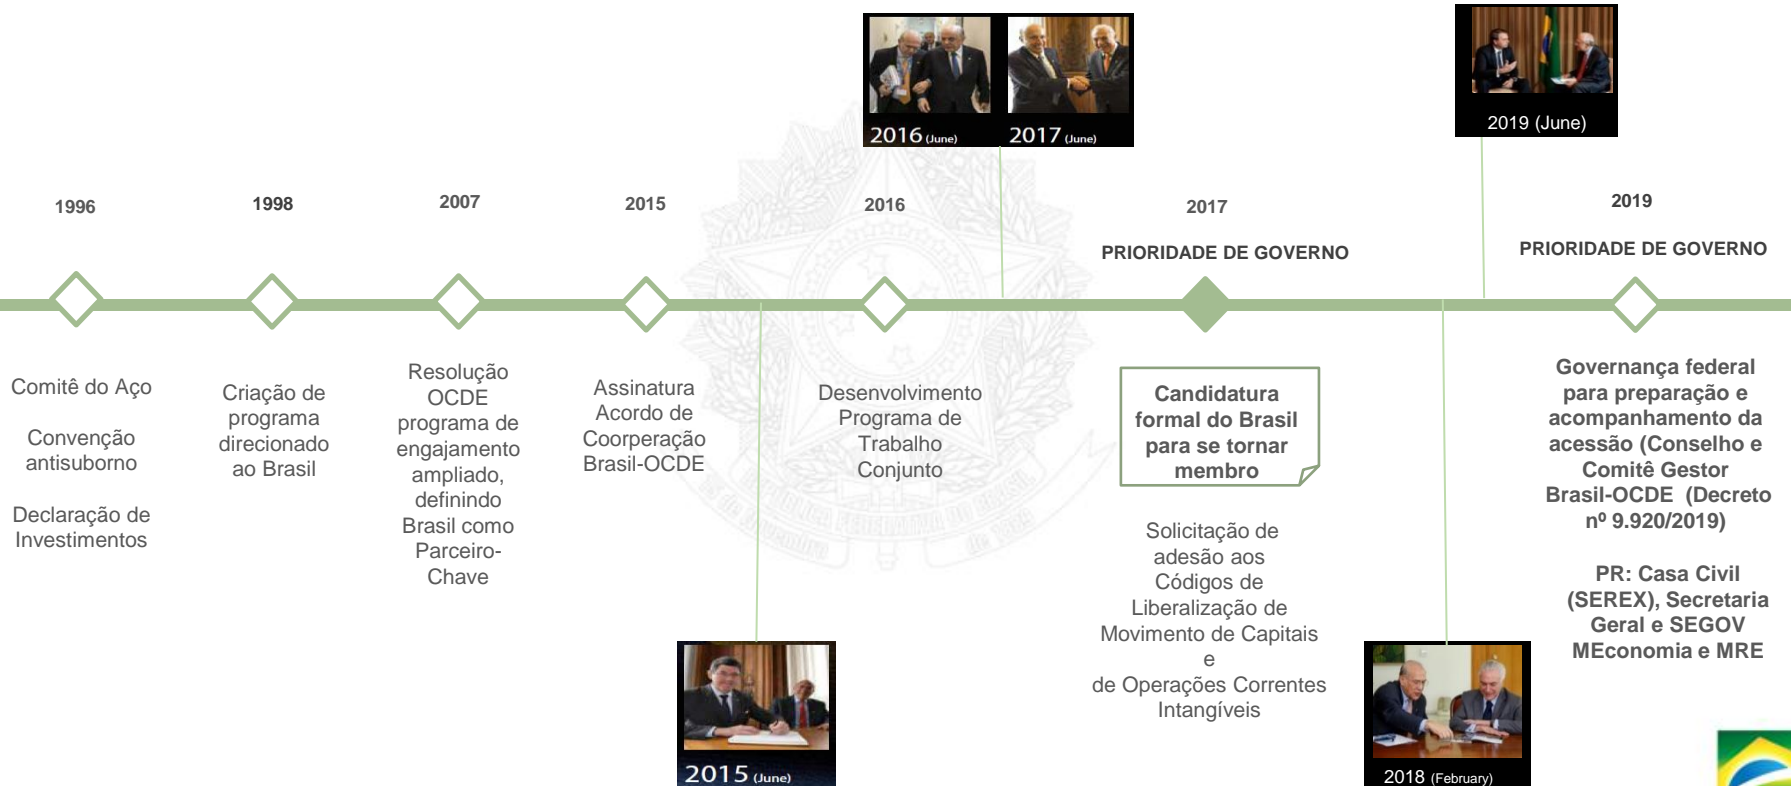 2016 (June)
2017 (June)
2019 (June)
1996
1998
2007
2015
2016
2017
2019
PRIORIDADE DE GOVERNO
PRIORIDADE DE GOVERNO
Comitê do Aço
Convenção
antisuborno
Declaração de
Investimentos
Criação de
programa
direcionado
ao Brasil
Resolução
OCDE
programa de
engajamento
ampliado,
definindo
Brasil como
Parceiro-
Chave
Assinatura
Acordo de
Coorperação
Brasil-OCDE
Desenvolvimento
Programa de
Trabalho
Conjunto
Candidatura
formal do Brasil
para se tornar
membro
Solicitação de
adesão aos
Códigos de
Liberalização de
Movimento de Capitais
e
de Operações Correntes
Intangíveis
Governança federal
para preparação e
acompanhamento da
acessão (Conselho e
Comitê Gestor
Brasil-OCDE (Decreto
nº 9.920/2019)
PR: Casa Civil
(SEREX), Secretaria
Geral e SEGOV
MEconomia e MRE
2015 (June)
2018 (February)